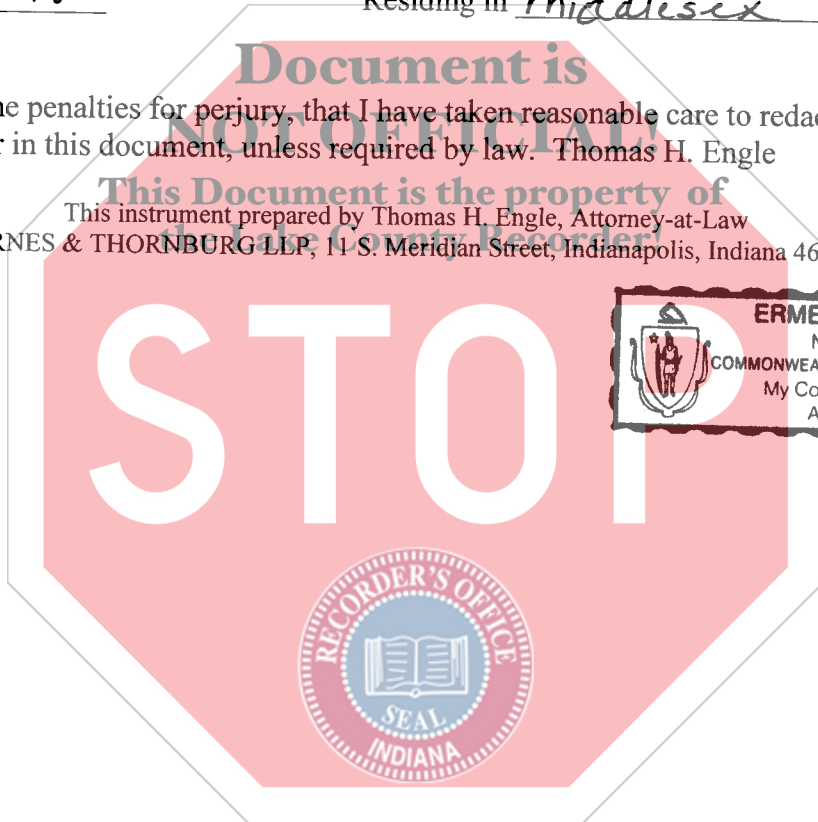 Residing in Middlesex
Document is
NOT OFFICIAL!
ne penalties for perjury, that I have taken reasonable care to redac
r in this document, unless required by law. Thomas H. Engle
This Document is the property of
the Lake County Recorder!
This instrument prepared by Thomas H. Engle, Attorney-at-Law
RNES & THORNBURG LLP, 11 S. Meridian Street, Indianapolis, Indiana 46
ERME
N
COMMONWEA
My Co
A
STOP
RECORDER'S OFFICE
SEAL
INDIANA